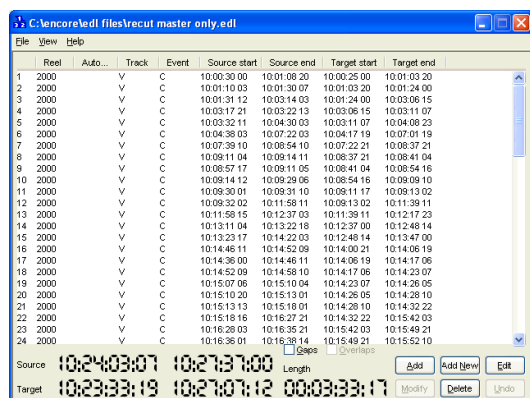 C:\encore\edl files\recut master only.edl
File View Help
Reel Auto... Track Event Source start Source end Target start Target end
1 2000 V C 10:00:30 00 10:01:08 20 10:00:25 00 10:01:03 20
2 2000 V C 10:01:10 03 10:01:30 07 10:01:03 20 10:01:24 00
3 2000 V C 10:01:31 12 10:03:14 03 10:01:24 00 10:03:06 15
4 2000 V C 10:03:17 21 10:03:22 13 10:03:06 15 10:03:11 07
5 2000 V C 10:03:32 11 10:04:30 03 10:03:11 07 10:04:08 23
6 2000 V C 10:04:38 03 10:07:22 03 10:04:17 19 10:07:01 19
7 2000 V C 10:07:39 10 10:08:54 10 10:07:22 21 10:08:37 21
8 2000 V C 10:09:11 04 10:09:14 11 10:08:37 21 10:08:41 04
9 2000 V C 10:08:57 17 10:09:11 05 10:08:41 04 10:08:54 16
10 2000 V C 10:09:14 12 10:09:29 06 10:08:54 16 10:09:09 10
11 2000 V C 10:09:30 01 10:09:31 10 10:09:11 17 10:09:13 02
12 2000 V C 10:09:32 02 10:11:58 11 10:09:13 02 10:11:39 11
13 2000 V C 10:11:58 15 10:12:37 03 10:11:39 11 10:12:17 23
14 2000 V C 10:13:11 04 10:13:22 18 10:12:37 00 10:12:48 14
15 2000 V C 10:13:23 17 10:14:22 03 10:12:48 14 10:13:47 00
16 2000 V C 10:14:46 11 10:14:52 09 10:14:00 21 10:14:06 19
17 2000 V C 10:14:36 00 10:14:46 11 10:14:06 19 10:14:17 06
18 2000 V C 10:14:52 09 10:14:58 10 10:14:17 06 10:14:23 07
19 2000 V C 10:15:07 06 10:15:10 04 10:14:23 07 10:14:26 05
20 2000 V C 10:15:10 20 10:15:13 01 10:14:26 05 10:14:28 10
21 2000 V C 10:15:13 13 10:15:18 01 10:14:28 10 10:14:32 22
22 2000 V C 10:15:18 16 10:16:27 21 10:14:32 22 10:15:42 03
23 2000 V C 10:16:28 03 10:16:35 21 10:15:42 03 10:15:49 21
24 2000 V C 10:16:36 01 10:16:38 14 10:15:49 21 10:15:52 10
Gaps Overlaps
Source 10:24:03:07 10:27:37:00 Length Add Add New Edit
Target 10:23:33:19 10:27:07:12 00:03:33:17 Modify Delete Undo